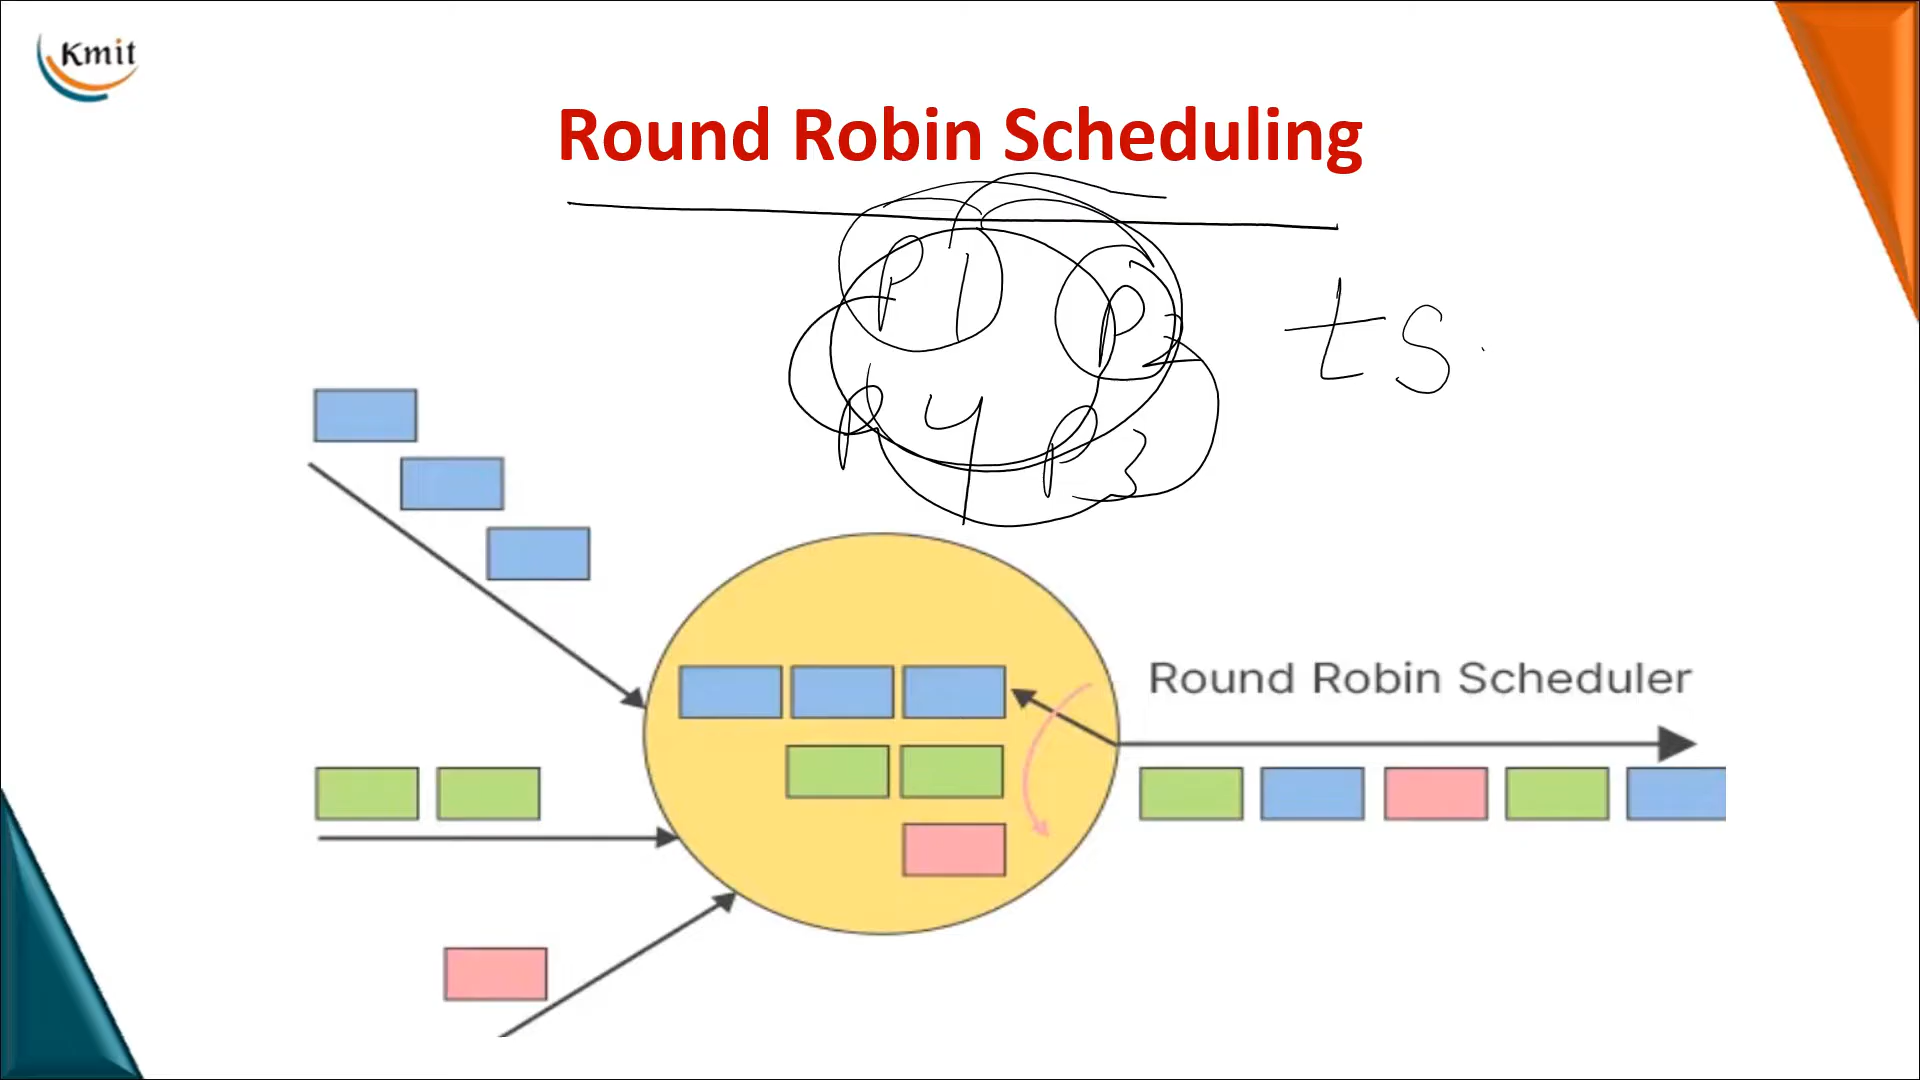 Kmit
Round Robin Scheduling
P1 P2 ts
P4 P3
Round Robin Scheduler